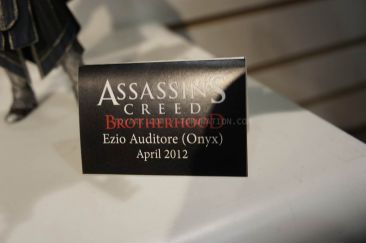 ASSASSIN'S
CREED
BROTHERHOOD
Ezio Auditore (Onyx)
April 2012